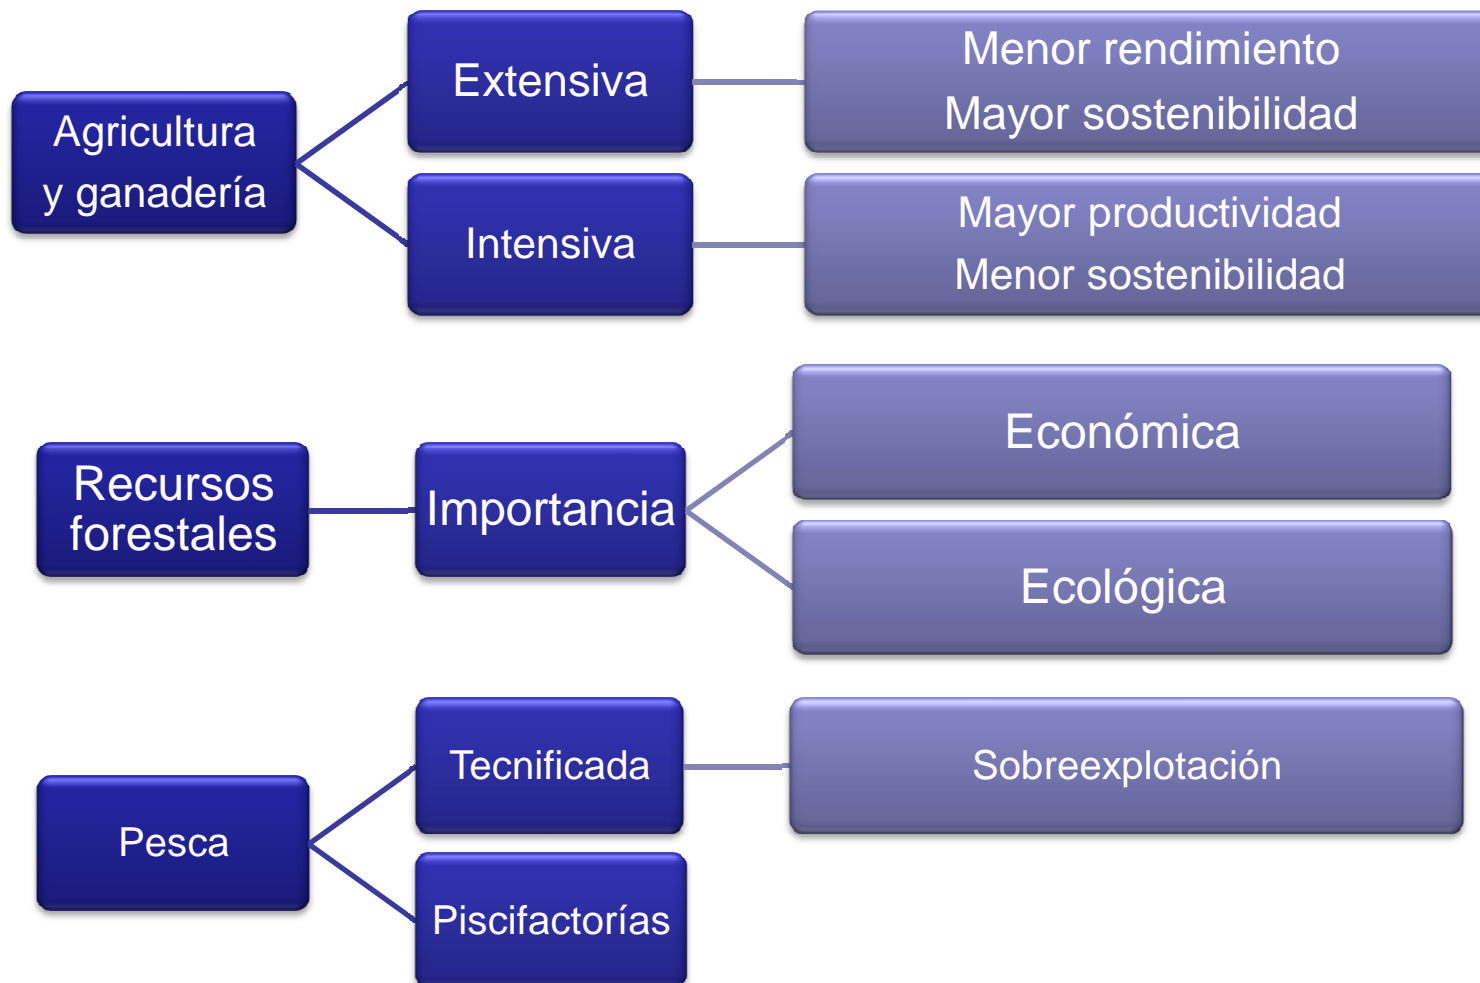 Agricultura
y ganadería
Extensiva
Menor rendimiento
Mayor sostenibilidad
Intensiva
Mayor productividad
Menor sostenibilidad
Recursos
forestales
Importancia
Económica
Ecológica
Pesca
Tecnificada
Sobreexplotación
Piscifactorías